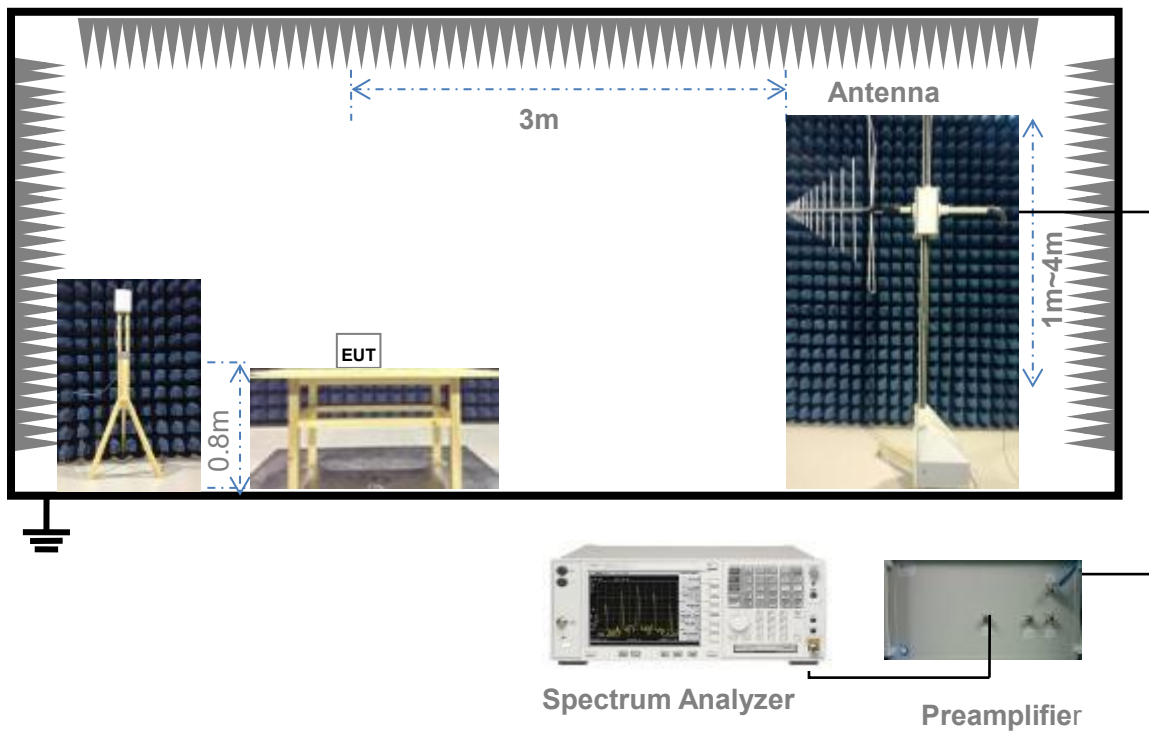 Antenna
3m
1m~4m
EUT
0.8m
Spectrum Analyzer
Preamplifier